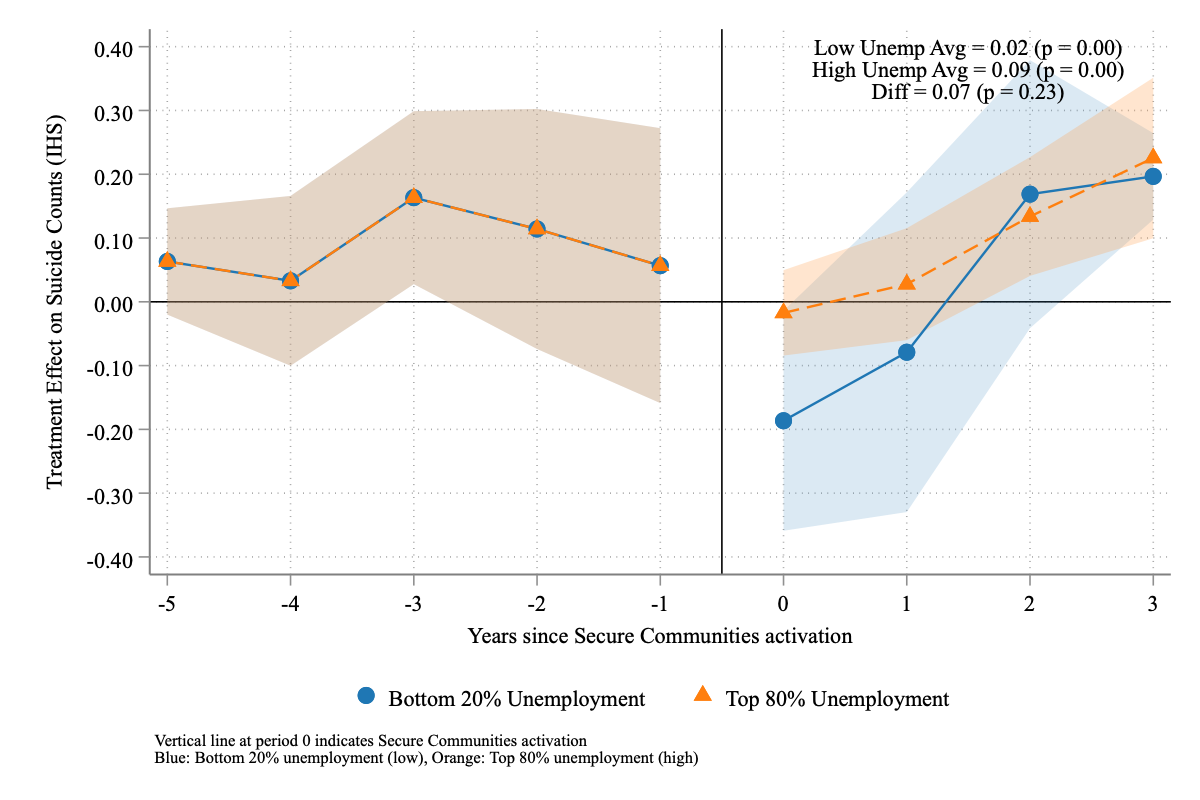 Low Unemp Avg = 0.02 (p = 0.00)
High Unemp Avg = 0.09 (p = 0.00)
Diff = 0.07 (p = 0.23)
Treatment Effect on Suicide Counts (IHS)
0.40
0.30
0.20
0.10
0.00
-0.10
-0.20
-0.30
-0.40
-5 -4 -3 -2 -1 0 1 2 3
Years since Secure Communities activation
Bottom 20% Unemployment Top 80% Unemployment
Vertical line at period 0 indicates Secure Communities activation
Blue: Bottom 20% unemployment (low), Orange: Top 80% unemployment (high)